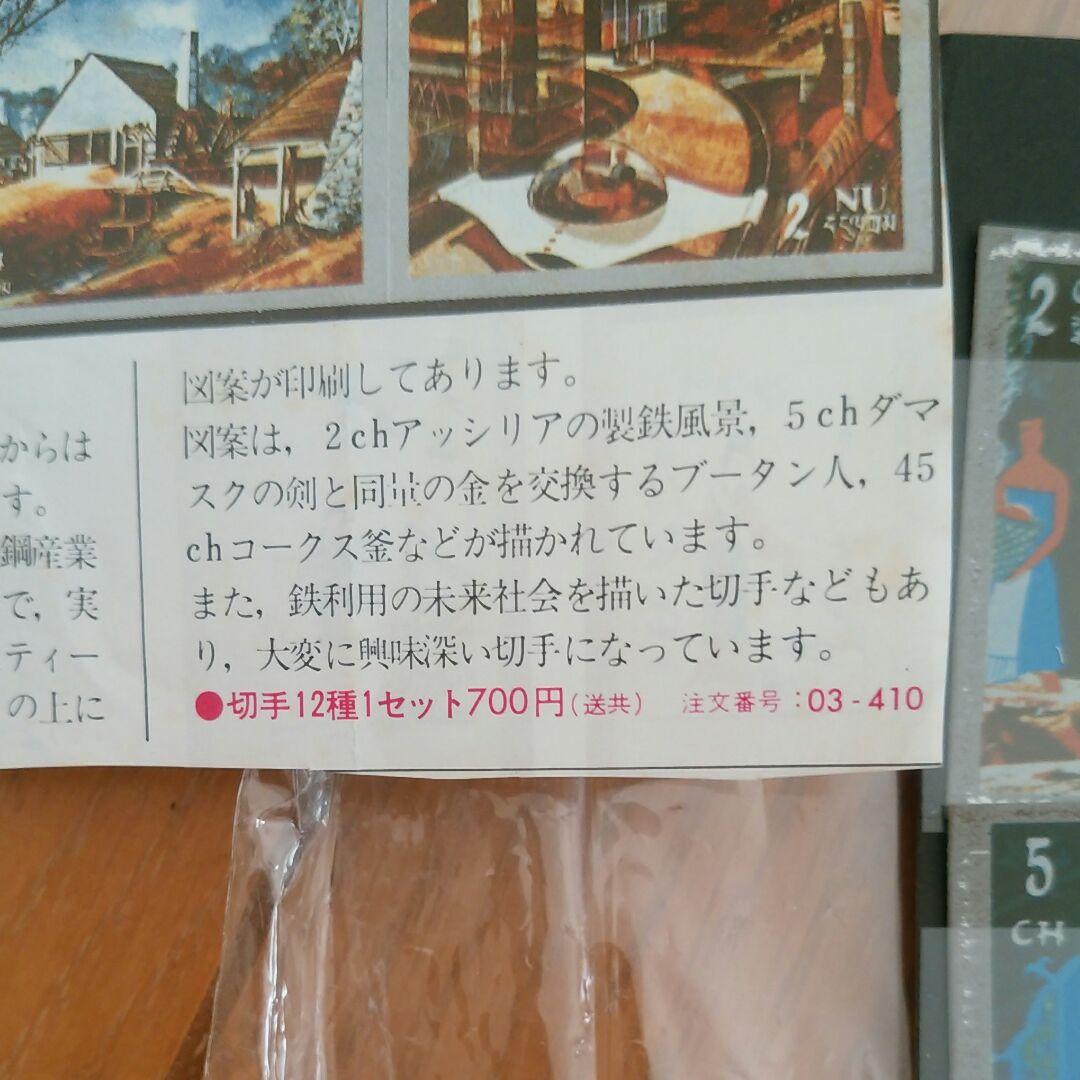 2
NU
図案が印刷してあります。
図案は，2chアッシリアの製鉄風景，5chダマ
スクの剣と同量の金を交換するブータン人，45
chコークス釜などが描かれています。
また，鉄利用の未来社会を描いた切手などもあ
り，大変に興味深い切手になっています。
●切手12種1セット700円(送共) 注文番号：03-410
からは
す。
鋼産業
で，実
ティー
の上に
2
5
CH